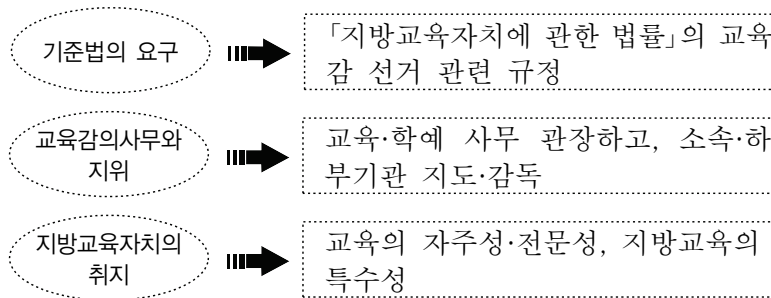 기준법의 요구
「지방교육자치에 관한 법률」의 교육
감 선거 관련 규정
교육감의사무와
지위
교육·학예 사무 관장하고, 소속·하
부기관 지도·감독
지방교육자치의
취지
교육의 자주성·전문성, 지방교육의
특수성